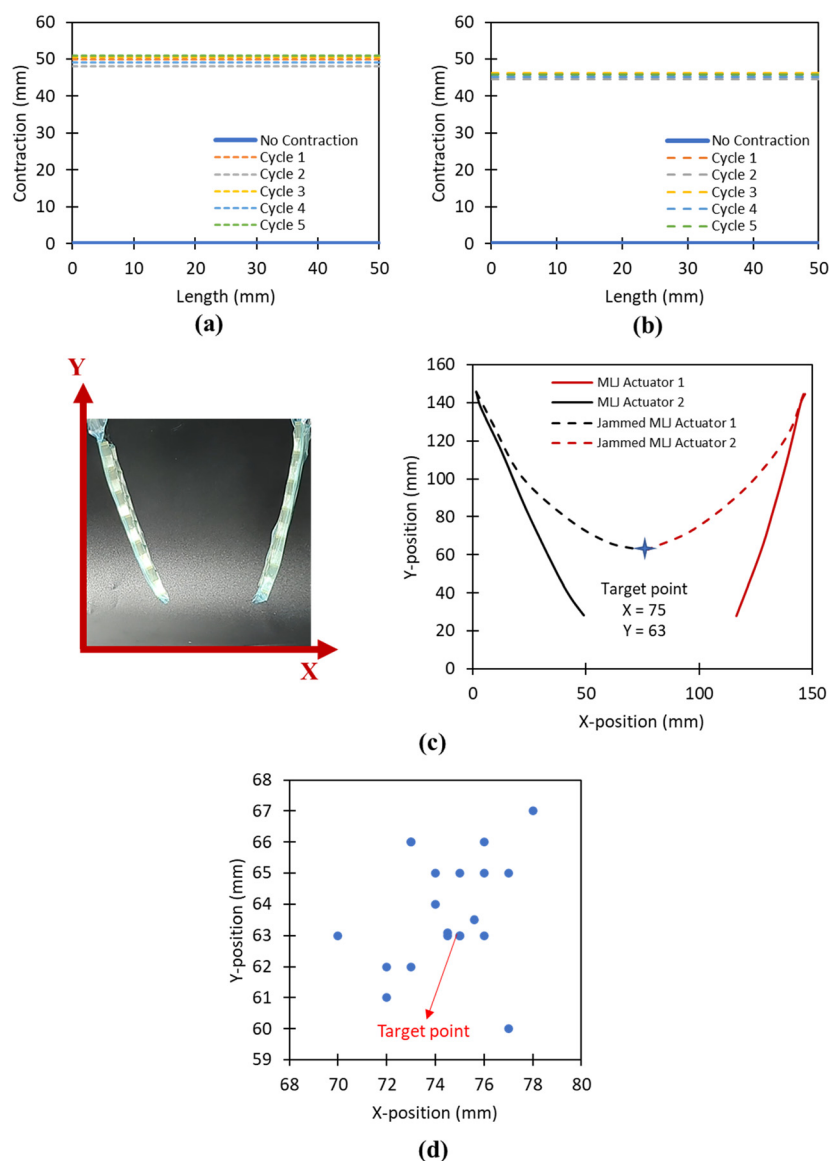 60
50
40
30
20
10
0
Contraction (mm)
No Contraction
Cycle 1
Cycle 2
Cycle 3
Cycle 4
Cycle 5
0 10 20 30 40 50
Length (mm)
(a)
60
50
40
30
20
10
0
Contraction (mm)
No Contraction
Cycle 1
Cycle 2
Cycle 3
Cycle 4
Cycle 5
0 10 20 30 40 50
Length (mm)
(b)
Y
X
160
140
120
100
80
60
40
20
0
Y-position (mm)
MLJ Actuator 1
MLJ Actuator 2
Jammed MLJ Actuator 1
Jammed MLJ Actuator 2
Target point
X = 75
Y = 63
0 50 100 150
X-position (mm)
(c)
68
67
66
65
64
63
62
61
60
59
Y-position (mm)
Target point
68 70 72 74 76 78 80
X-position (mm)
(d)